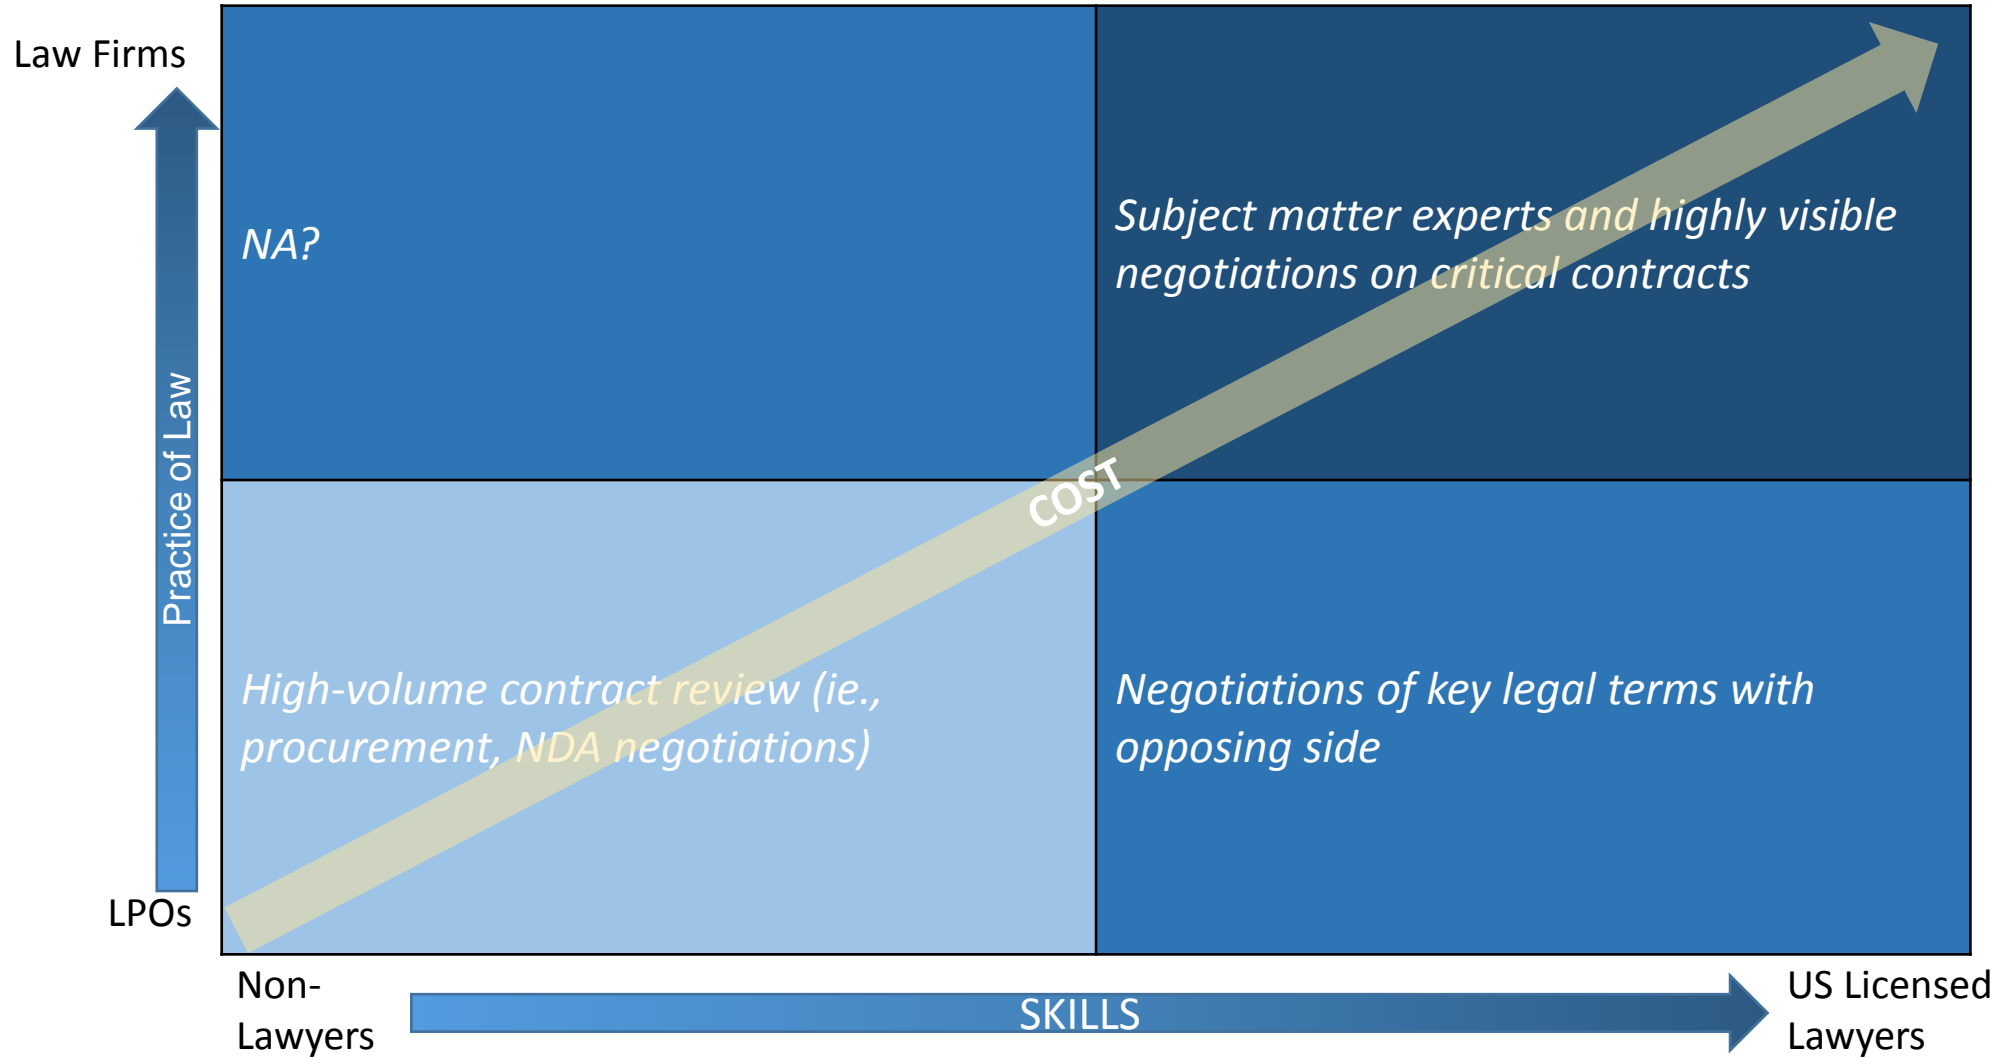 Law Firms
Practice of Law
LPOs
NA?
Subject matter experts and highly visible
negotiations on critical contracts
COST
High-volume contract review (ie.,
procurement, NDA negotiations)
Negotiations of key legal terms with
opposing side
Non-
Lawyers
SKILLS
US Licensed
Lawyers